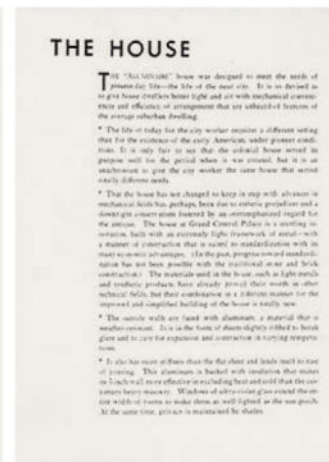 THE HOUSE
THE "ALUMINAIRE" house was designed to meet the needs of
present-day life—the life of the next city. It is so devised as
to give house dwellers better light and air with mechanical conveni-
ences and efficiency of arrangement that are unheralded features of
the average suburban dwelling.
* The life of today for the city worker requires a different setting
than for the existence of the early American, under pioneer condi-
tions. It is only fair to say that the colonial house served its
purpose well for the period when it was created, but it is an
anachronism to give the city worker the same house that served
totally different needs.
* That the house has not changed to keep in step with advances in
mechanical fields has, perhaps, been due to esthetic prejudices and a
downright conservatism fostered by an overemphasized regard for
the antique. The house at Grand Central Palace is a startling in-
novation, built with an extremely light framework of metal—with
a manner of construction that is suited to standardization with its
many economic advantages. (In the past, progress toward standardi-
zation has not been possible with the traditional stone and brick
construction.) The materials used in the house, such as light metals
and synthetic products, have already proved their worth in other
technical fields, but their combination in a different manner for the
improved and simplified building of the house is totally new.
* The outside walls are faced with aluminum, a material that is
weather-resistant. It is in the form of sheets slightly ribbed to break
glare and to care for expansion and contraction in varying tempera-
tures.
* It also has more stiffness than the flat sheet and lends itself to ease
of joining. This aluminum is backed with insulation that makes
wall more effective in excluding heat and cold than the cus-
tomary heavy masonry. Windows of glass extend the en-
tire width of rooms to make them as well lighted as the sun porch.
At the same time, privacy is maintained by shades.